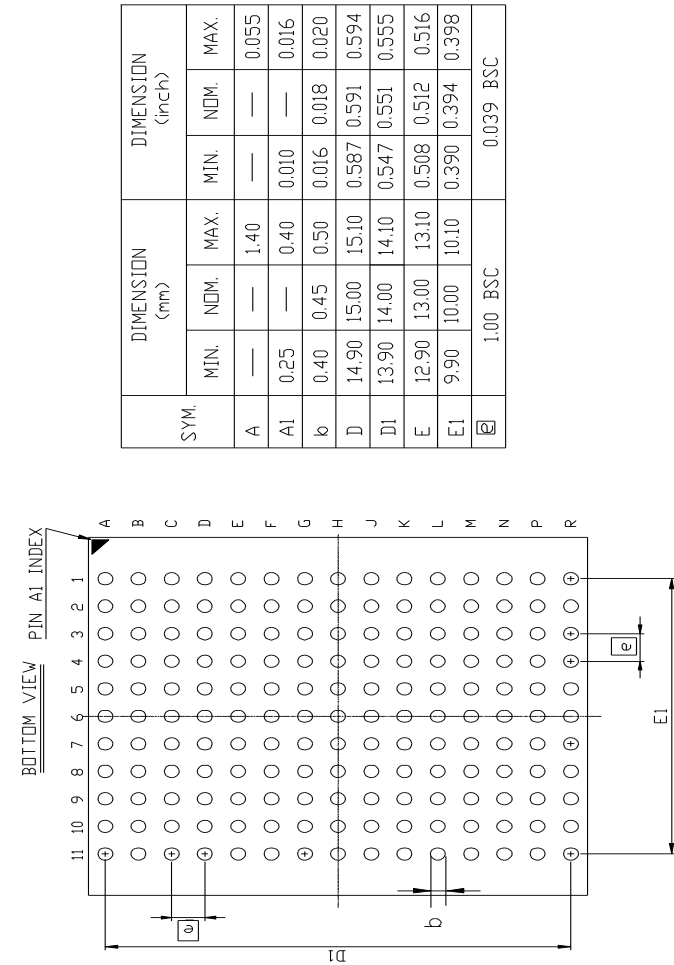 SYM. DIMENSION (mm) DIMENSION (inch)
MIN. NOM. MAX. MIN. NOM. MAX.
A — — 1.40 — — 0.055
A1 0.25 — 0.40 0.010 — 0.016
b 0.40 0.45 0.50 0.016 0.018 0.020
D 14.90 15.00 15.10 0.587 0.591 0.594
D1 13.90 14.00 14.10 0.547 0.551 0.555
E 12.90 13.00 13.10 0.508 0.512 0.516
E1 9.90 10.00 10.10 0.390 0.394 0.398
e 1.00 BSC 0.039 BSC
BOTTOM VIEW
PIN A1 INDEX
11 10 9 8 7 6 5 4 3 2 1
A
B
C
D
E
F
G
H
J
K
L
M
N
P
R
e
D1
b
e
E1